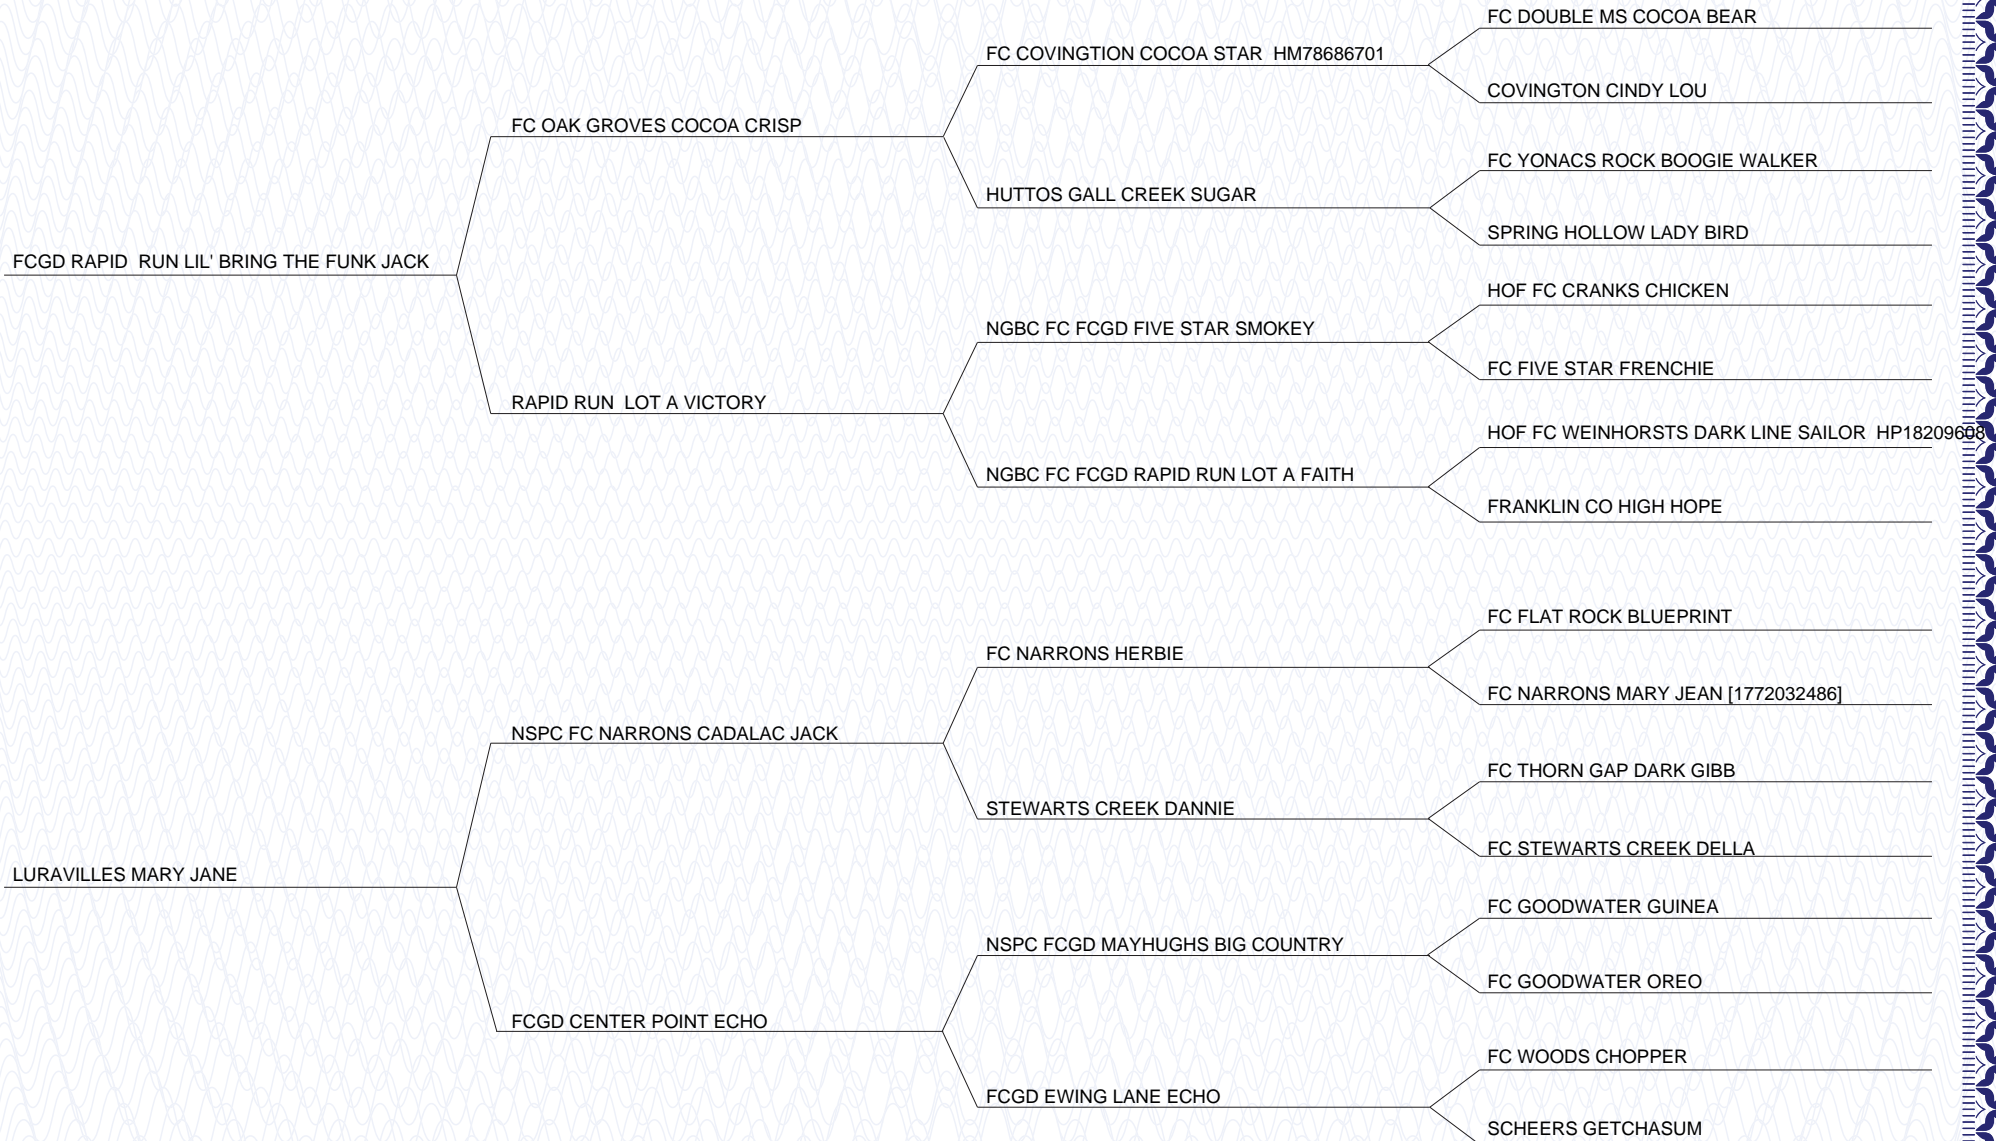 FC DOUBLE MS COCOA BEAR
FC COVINGTION COCOA STAR  HM78686701
COVINGTON CINDY LOU
FC OAK GROVES COCOA CRISP
FC YONACS ROCK BOOGIE WALKER
HUTTOS GALL CREEK SUGAR
SPRING HOLLOW LADY BIRD
FCGD RAPID  RUN LIL' BRING THE FUNK JACK
HOF FC CRANKS CHICKEN
NGBC FC FCGD FIVE STAR SMOKEY
FC FIVE STAR FRENCHIE
RAPID RUN  LOT A VICTORY
HOF FC WEINHORSTS DARK LINE SAILOR  HP18209608
NGBC FC FCGD RAPID RUN LOT A FAITH
FRANKLIN CO HIGH HOPE
FC FLAT ROCK BLUEPRINT
FC NARRONS HERBIE
FC NARRONS MARY JEAN [1772032486]
NSPC FC NARRONS CADALAC JACK
FC THORN GAP DARK GIBB
STEWARTS CREEK DANNIE
FC STEWARTS CREEK DELLA
LURAVILLES MARY JANE
FC GOODWATER GUINEA
NSPC FCGD MAYHUGHS BIG COUNTRY
FC GOODWATER OREO
FCGD CENTER POINT ECHO
FC WOODS CHOPPER
FCGD EWING LANE ECHO
SCHEERS GETCHASUM